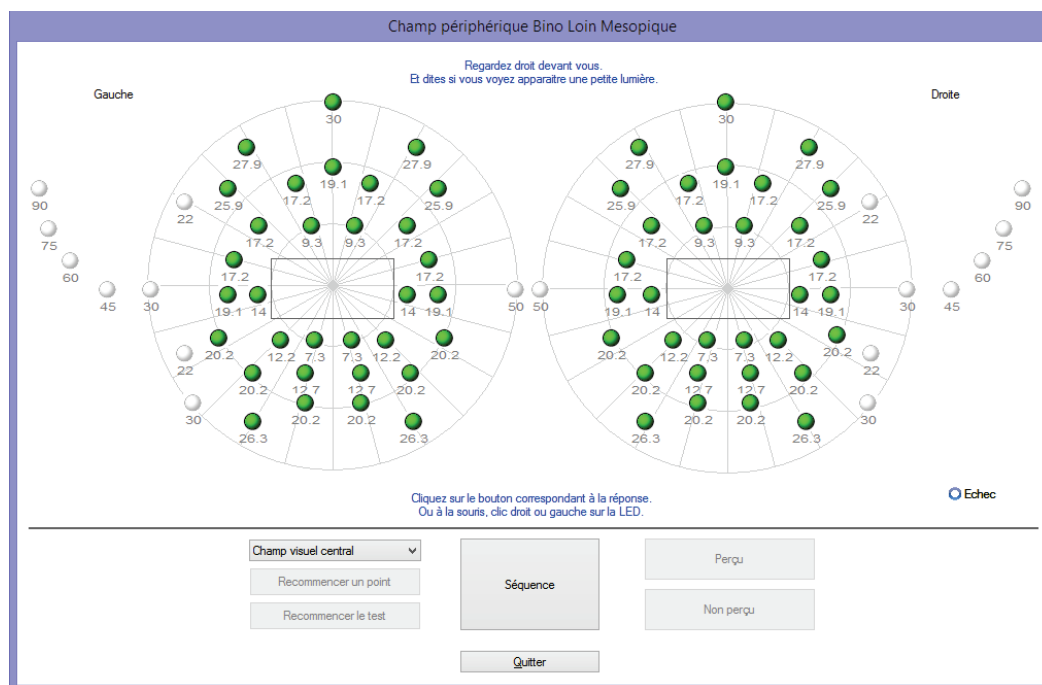 Champ périphérique Bino Loin Mesopique
Regardez droit devant vous.
Et dites si vous voyez apparaitre une petite lumière.
Gauche
Droite
30 30
27.9 27.9 27.9 27.9
19.1 19.1
90 25.9 17.2 17.2 25.9 25.9 17.2 17.2 25.9 90
22 22
75 17.2 9.3 9.3 17.2 17.2 9.3 9.3 17.2 75
60 17.2 17.2 17.2 17.2 60
45 30 19.1 14 14 19.1 50 50 19.1 14 14 19.1 30 45
20.2 12.2 7.3 7.3 12.2 20.2 20.2 12.2 7.3 7.3 12.2 20.2
22 22
20.2 12.7 12.7 20.2 20.2 12.7 12.7 20.2
30 20.2 20.2 20.2 20.2 30
26.3 26.3 26.3 26.3
Cliquez sur le bouton correspondant à la réponse.
Ou à la souris, clic droit ou gauche sur la LED.
Echec
Champ visuel central
Recommencer un point
Recommencer le test
Séquence
Perçu
Non perçu
Quitter